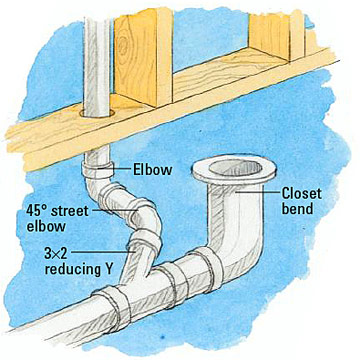 Elbow
45° street
elbow
3×2
reducing Y
Closet
bend